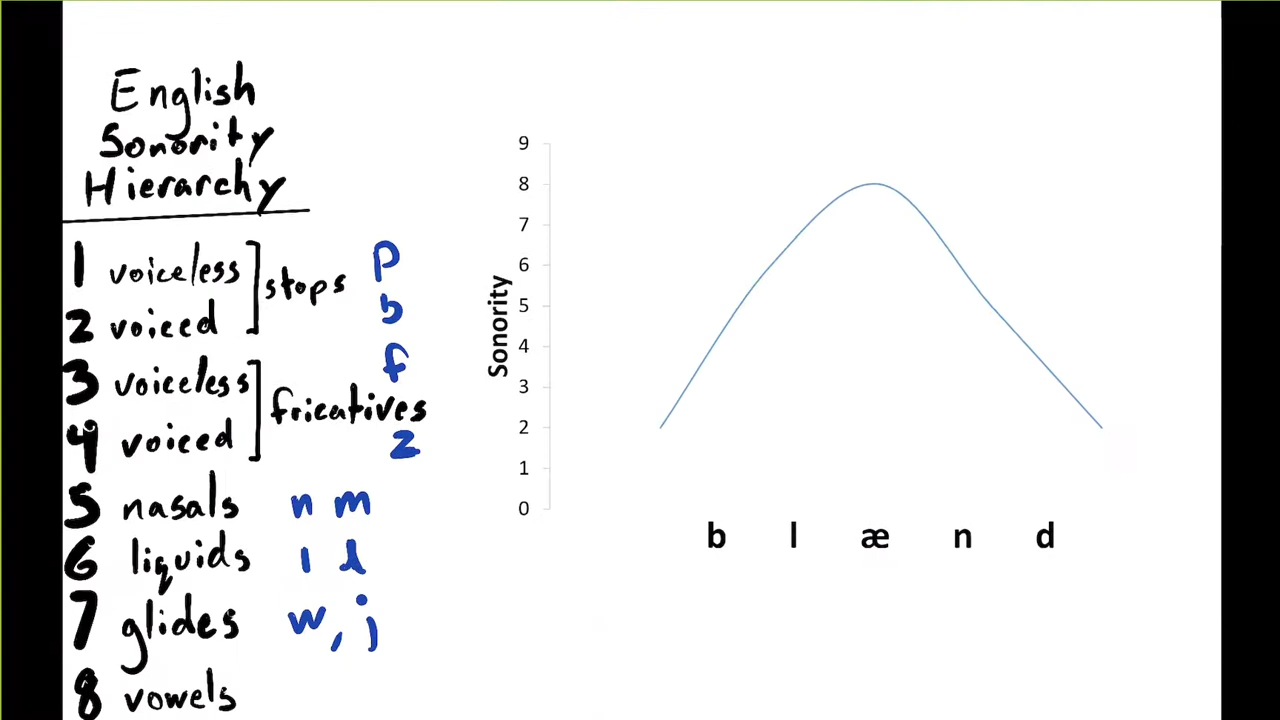 English
Sonority
Hierarchy
1 voiceless
2 voiced
] stops p
b
3 voiceless
4 voiced
] fricatives f
z
5 nasals n m
6 liquids l
7 glides w, j
8 vowels
Sonority
9
8
7
6
5
4
3
2
1
0
b l æ n d